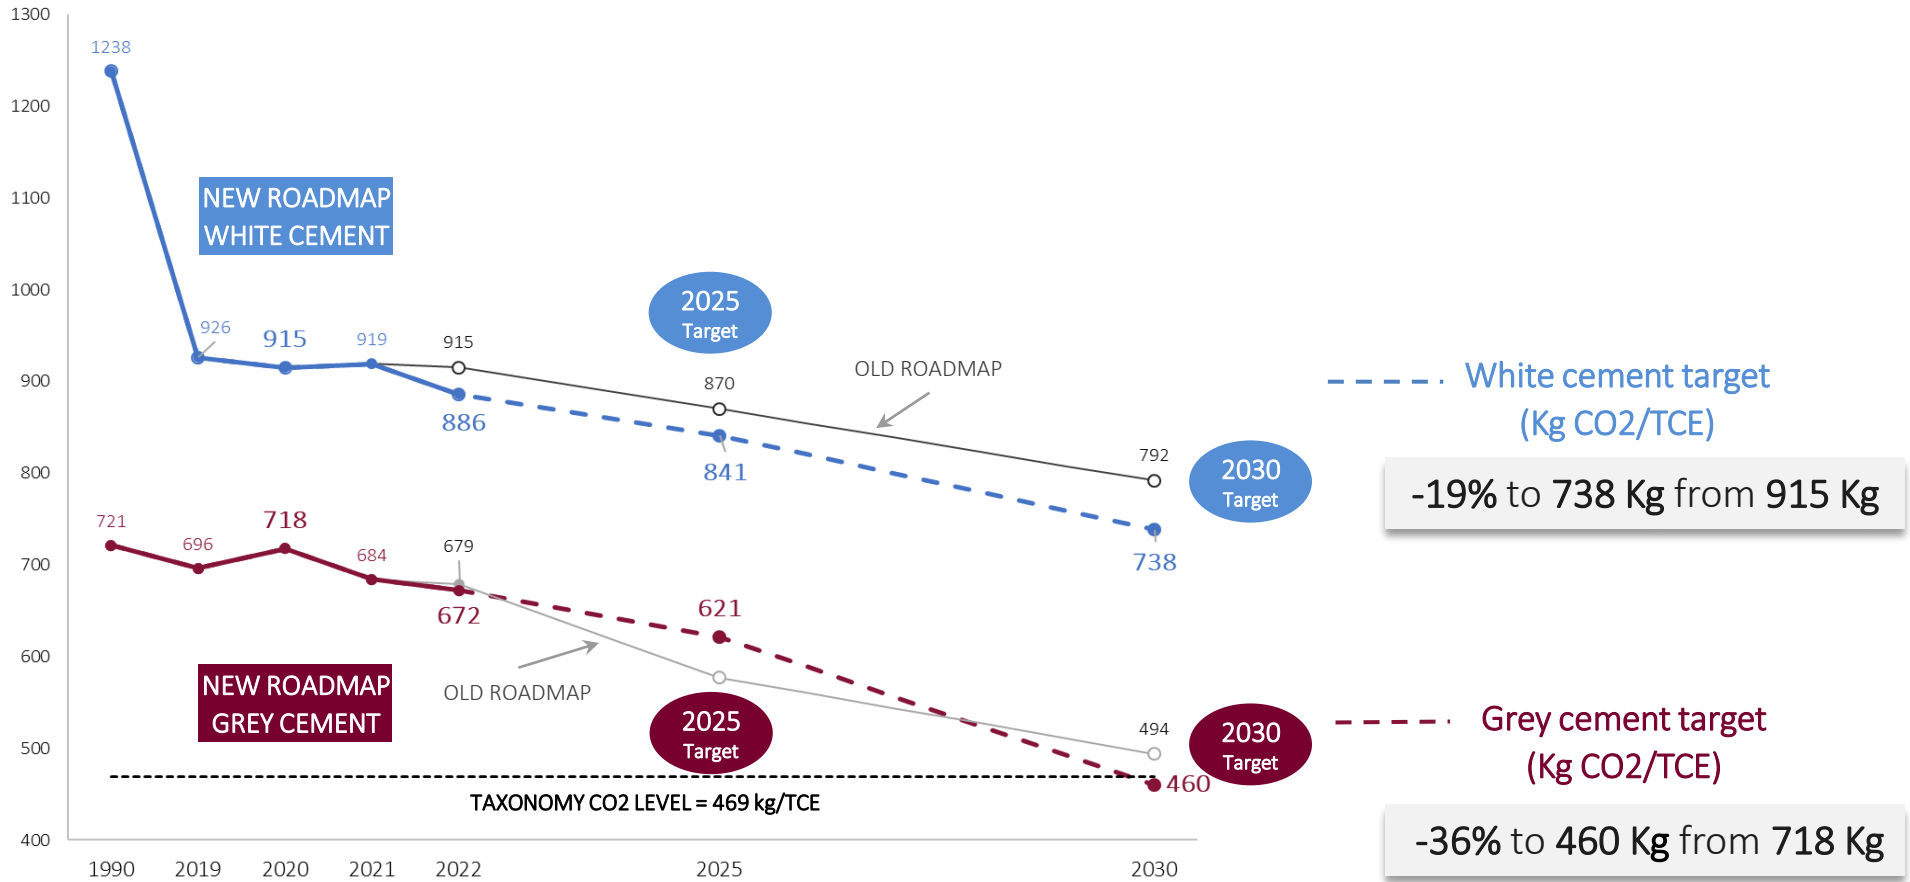 1300
1200
1100
1000
900
800
700
600
500
400
1990
2019
2020
2021
2022
2025
2030
1238
926
915
919
915
886
870
841
792
738
NEW ROADMAP
WHITE CEMENT
2025
Target
OLD ROADMAP
2030
Target
721
696
718
684
679
672
621
494
460
NEW ROADMAP
GREY CEMENT
OLD ROADMAP
2025
Target
2030
Target
TAXONOMY CO2 LEVEL = 469 kg/TCE
White cement target
(Kg CO2/TCE)
-19% to 738 Kg from 915 Kg
Grey cement target
(Kg CO2/TCE)
-36% to 460 Kg from 718 Kg